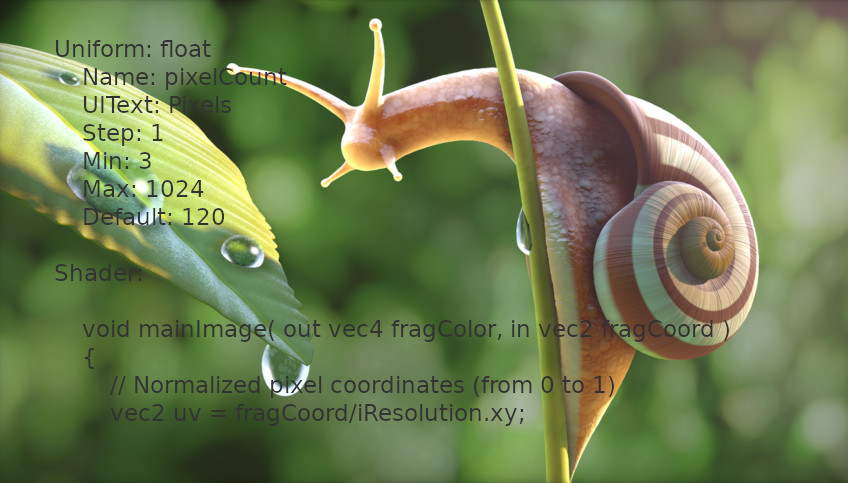 Uniform: float
Name: pixelCount
UIText: Pixels
Step: 1
Min: 3
Max: 1024
Default: 120
Shader:
void mainImage( out vec4 fragColor, in vec2 fragCoord )
{
// Normalized pixel coordinates (from 0 to 1)
vec2 uv = fragCoord/iResolution.xy;